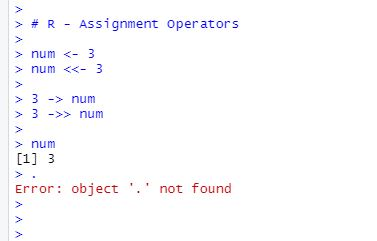 >
> # R - Assignment Operators
>
> num <- 3
> num <<- 3
>
> 3 -> num
> 3 ->> num
>
> num
[1] 3
> .
Error: object '.' not found
>
>
>